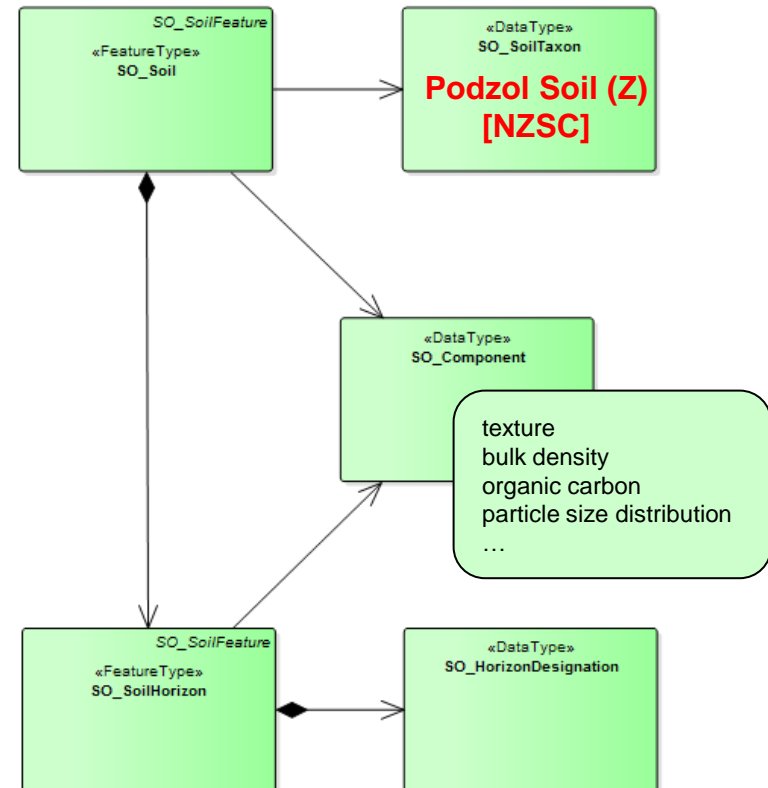 SO_SoilFeature
«FeatureType»
SO_Soil
«DataType»
SO_SoilTaxon
Podzol Soil (Z)
[NZSC]
«DataType»
SO_Component
texture
bulk density
organic carbon
particle size distribution
…
SO_SoilFeature
«FeatureType»
SO_SoilHorizon
«DataType»
SO_HorizonDesignation